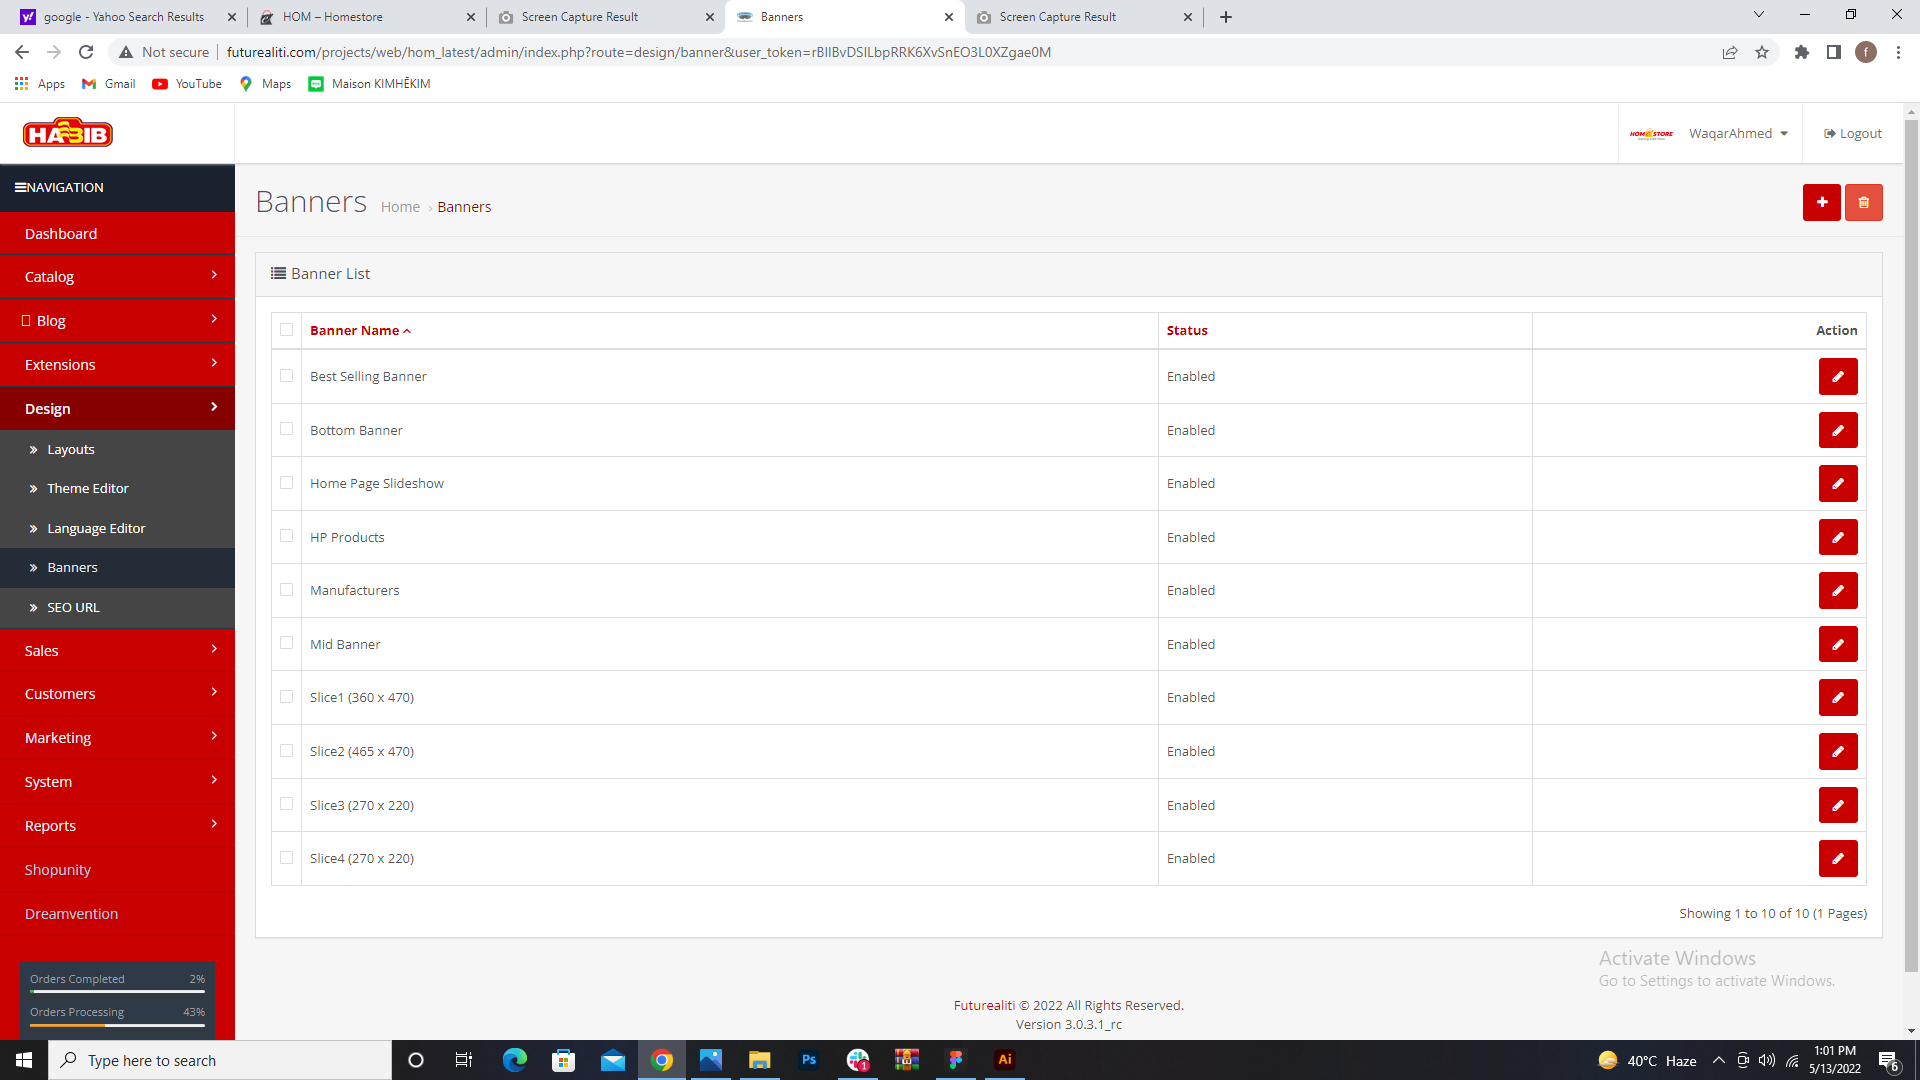 google - Yahoo Search Results
HOM – Homestore
Screen Capture Result
Banners
Screen Capture Result
Not secure
futurealiti.com/projects/web/hom_latest/admin/index.php?route=design/banner&user_token=rBIIBvDSILbpRRK6XvSnEO3L0XZgae0M
f
Apps
Gmail
YouTube
Maps
Maison KIMHĒKIM
HABIB
HOME STORE
WaqarAhmed
Logout
NAVIGATION
Dashboard
Catalog
Blog
Extensions
Design
Layouts
Theme Editor
Language Editor
Banners
SEO URL
Sales
Customers
Marketing
System
Reports
Shopunity
Dreamvention
Orders Completed 2%
Orders Processing 43%
Banners
Home › Banners
Banner List
Banner Name Status Action
Best Selling Banner Enabled
Bottom Banner Enabled
Home Page Slideshow Enabled
HP Products Enabled
Manufacturers Enabled
Mid Banner Enabled
Slice1 (360 x 470) Enabled
Slice2 (465 x 470) Enabled
Slice3 (270 x 220) Enabled
Slice4 (270 x 220) Enabled
Showing 1 to 10 of 10 (1 Pages)
Activate Windows
Go to Settings to activate Windows.
Futurealiti © 2022 All Rights Reserved.
Version 3.0.3.1_rc
Type here to search
Ps
1
Ai
40°C Haze
1:01 PM
5/13/2022
6